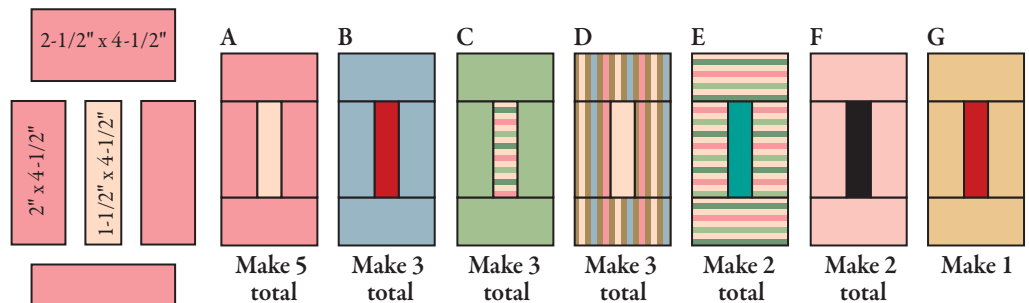 2-1/2" x 4-1/2"
2" x 4-1/2"
1-1/2" x 4-1/2"
A
B
C
D
E
F
G
Make 5
total
Make 3
total
Make 3
total
Make 3
total
Make 2
total
Make 2
total
Make 1